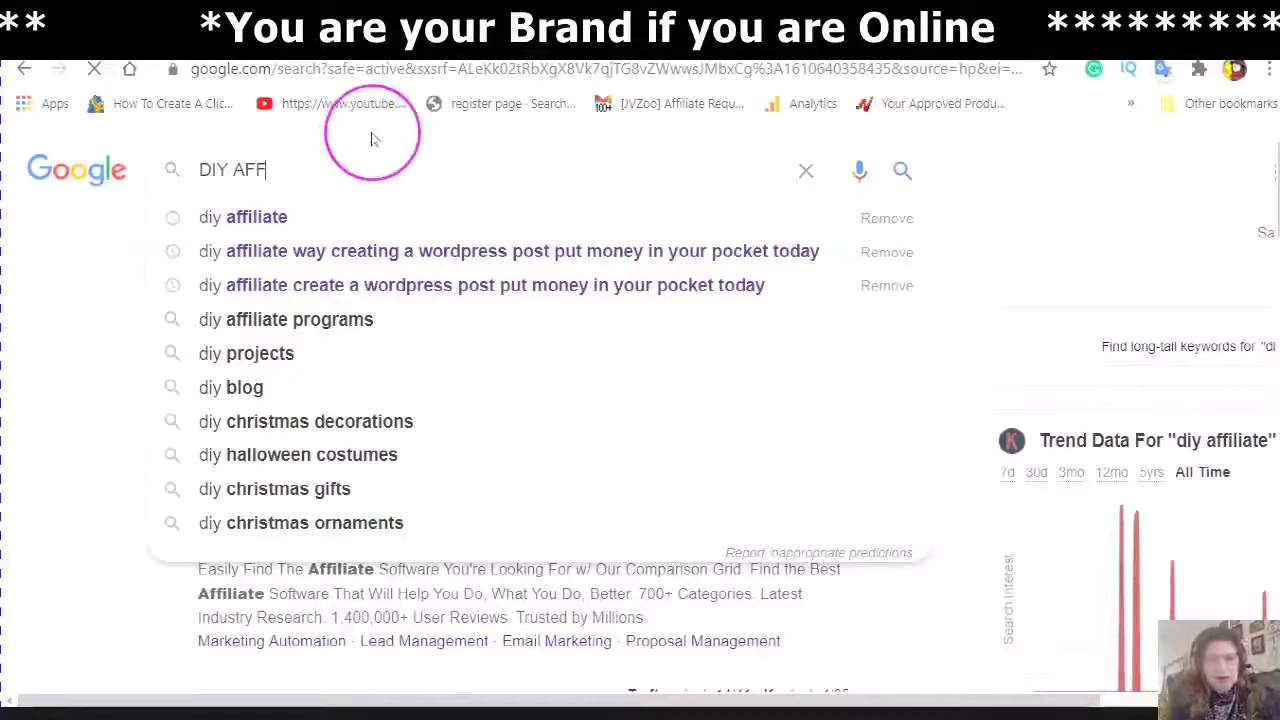 ** *You are your Brand if you are Online *********
google.com/search?safe=active&sxsrf=ALeKk02tRbXgX8Vk7qjTG8vZWwwsJMbxCg%3A1610640358435&source=hp&ei=...
Apps How To Create A Clic... https://www.youtube.... register page - Search... [JVZoo] Affiliate Requ... Analytics Your Approved Produ... » Other bookmarks
Google DIY AFF
diy affiliate Remove
Sa
diy affiliate way creating a wordpress post put money in your pocket today Remove
diy affiliate create a wordpress post put money in your pocket today Remove
diy affiliate programs
Find long-tail keywords for "di
diy projects
diy blog
diy christmas decorations
Trend Data For "diy affiliate"
diy halloween costumes
7d 30d 3mo 12mo 5yrs All Time
diy christmas gifts
diy christmas ornaments
Report inappropriate predictions
Search Interest
Easily Find The Affiliate Software You're Looking For w/ Our Comparison Grid. Find the Best
Affiliate Software That Will Help You Do, What You Do, Better. 700+ Categories. Latest
Industry Research. 1,400,000+ User Reviews. Trusted by Millions.
Marketing Automation · Lead Management · Email Marketing · Proposal Management